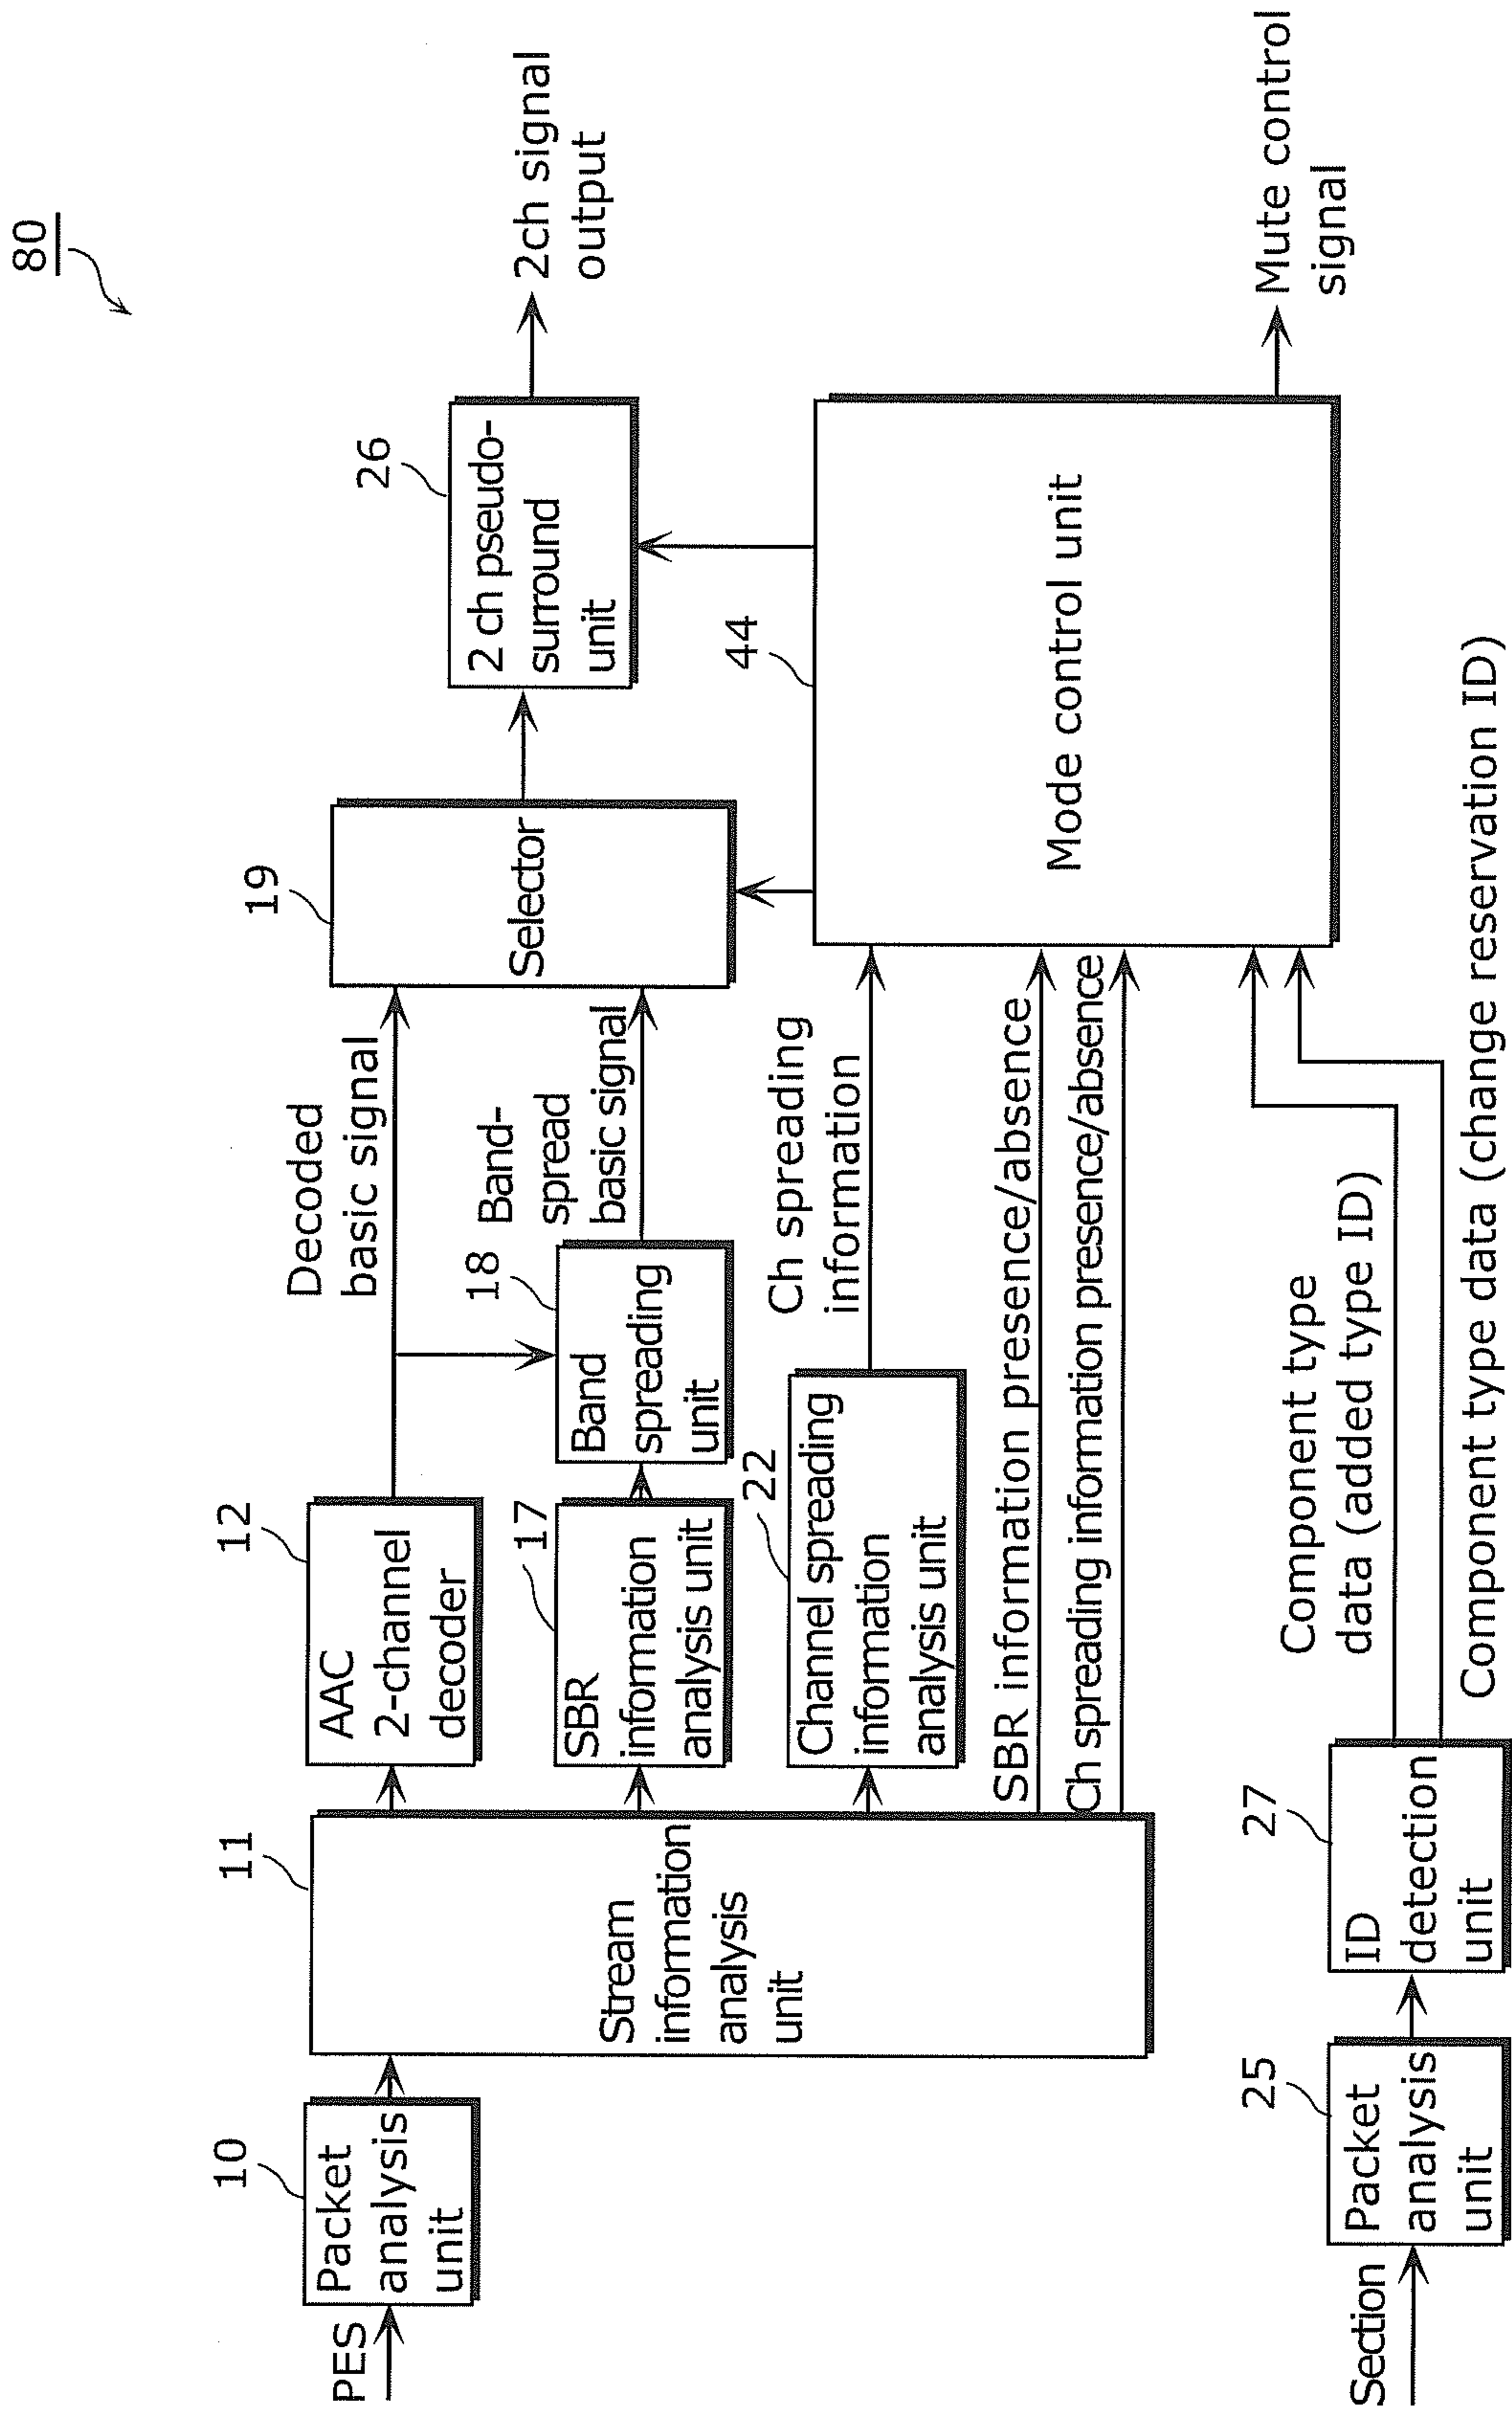 80
PES
10
Packet
analysis
unit
11
Stream
information
analysis
unit
12
AAC
2-channel
decoder
Decoded
basic signal
17
SBR
information
analysis unit
18
Band
spreading
unit
Band-
spread
basic signal
19
Selector
26
2 ch pseudo-
surround
unit
2ch signal
output
22
Channel spreading
information
analysis unit
Ch spreading
information
SBR information presence/absence
Ch spreading information presence/absence
44
Mode control unit
Mute control
signal
Section
25
Packet
analysis
unit
27
ID
detection
unit
Component type
data (added type ID)
Component type data (change reservation ID)